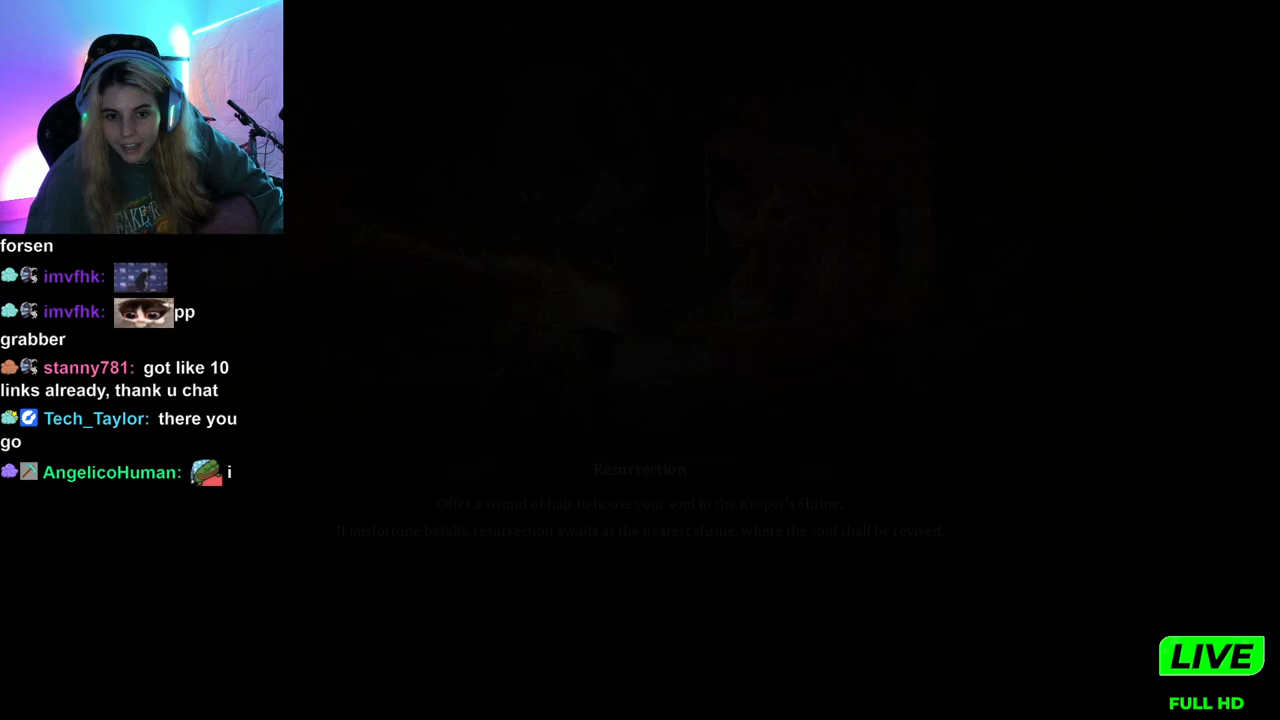 FAKER
forsen
imvfhk:
imvfhk: pp
grabber
stanny781: got like 10
links already, thank u chat
Tech_Taylor: there you
go
AngelicoHuman: i
Resurrection
Offer a strand of hair to house your soul in the Keeper's Shrine.
If misfortune befalls, resurrection awaits at the nearest shrine, where the soul shall be revived.
LIVE
FULL HD